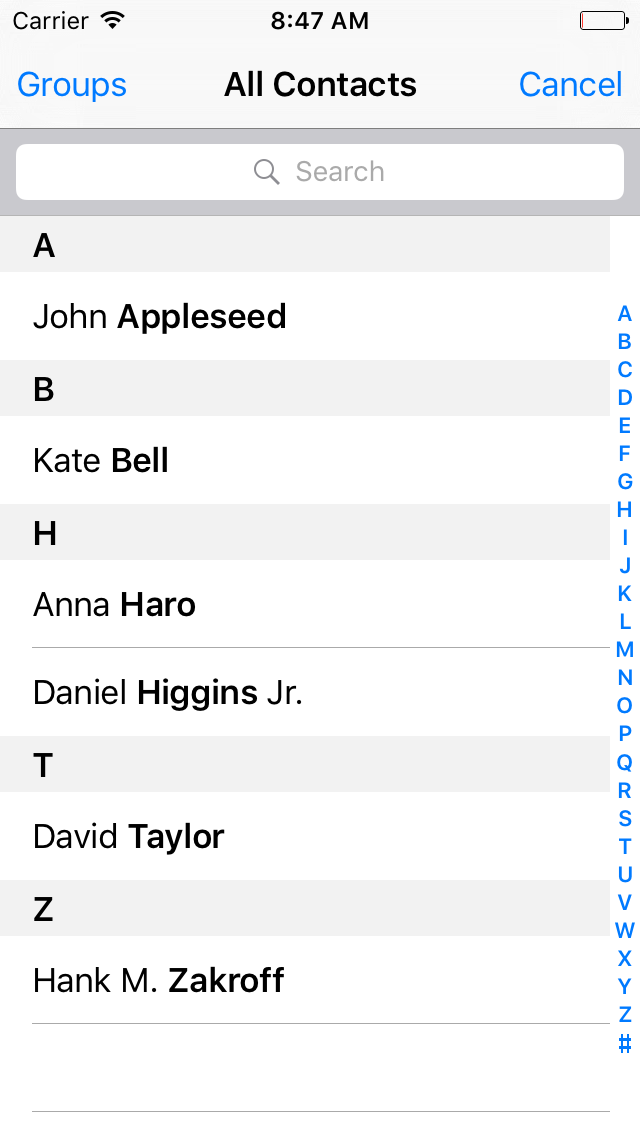 Carrier 8:47 AM
Groups All Contacts Cancel
Search
A
John Appleseed
B
Kate Bell
H
Anna Haro
Daniel Higgins Jr.
T
David Taylor
Z
Hank M. Zakroff
A
B
C
D
E
F
G
H
I
J
K
L
M
N
O
P
Q
R
S
T
U
V
W
X
Y
Z
#